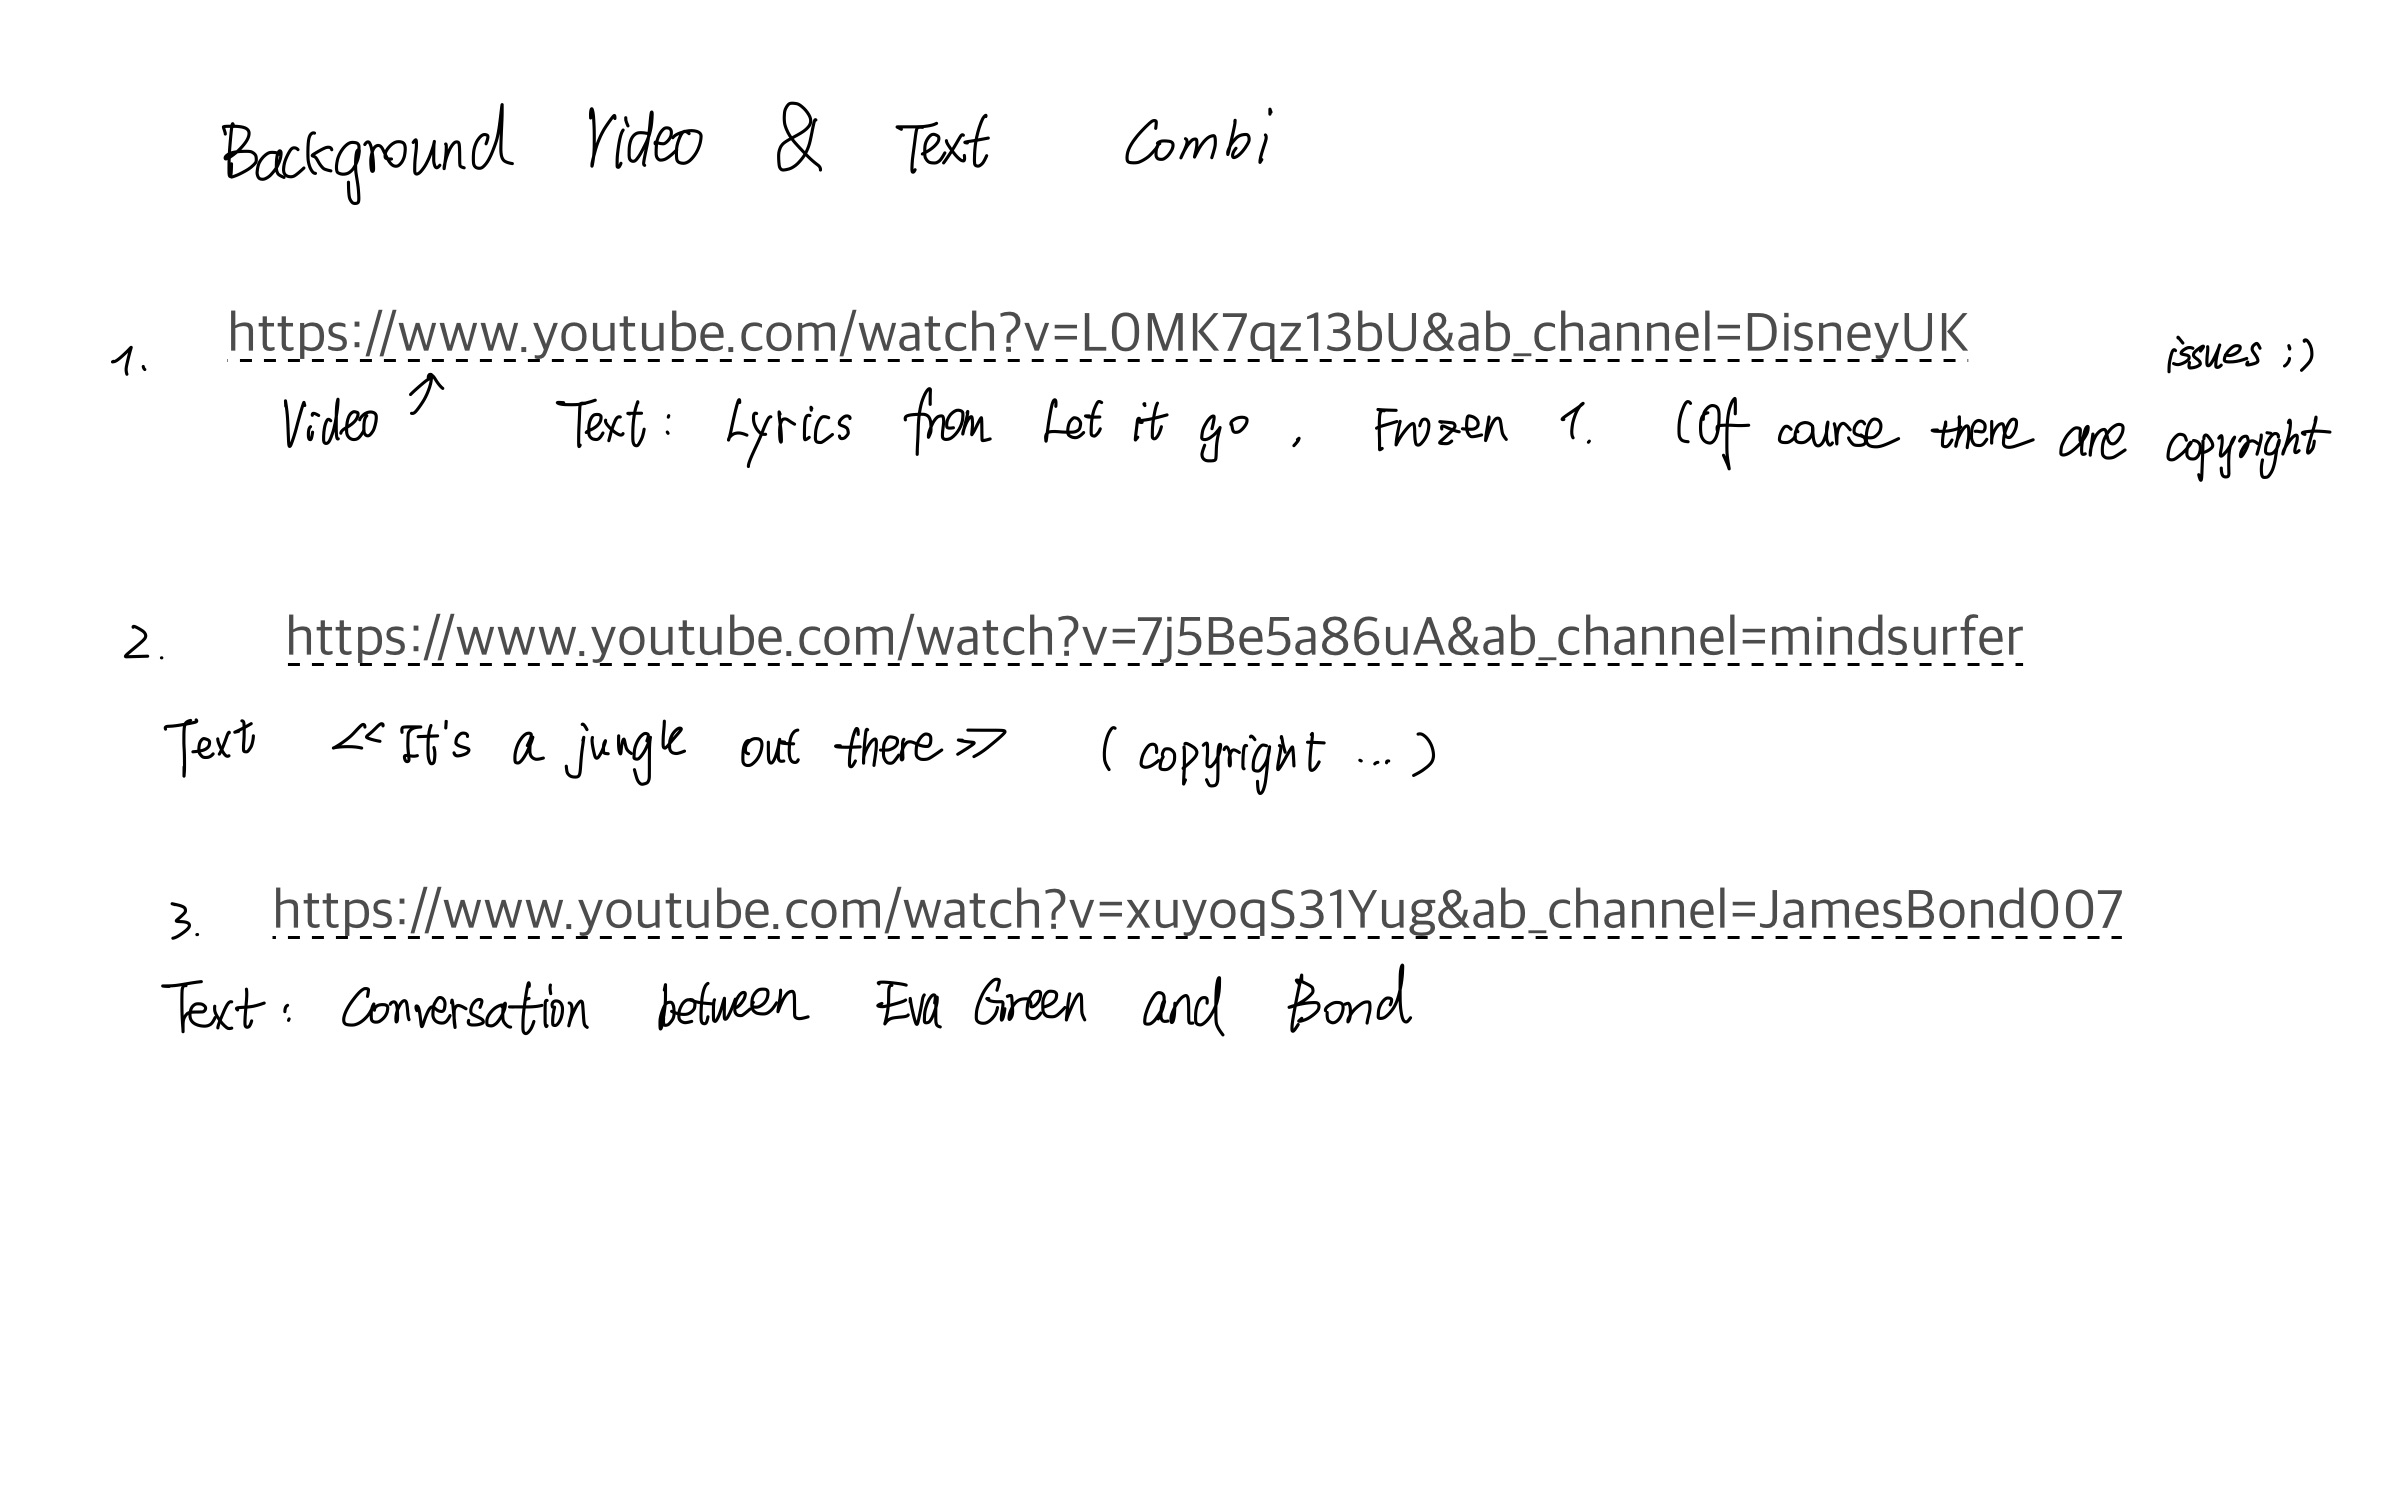 Background Video & Text Combi
1. https://www.youtube.com/watch?v=L0MK7qz13bU&ab_channel=DisneyUK
Video ↗ Text: Lyrics from Let it go, Frozen 1. (Of course there are copyright
issues ;)
2. https://www.youtube.com/watch?v=7j5Be5a86uA&ab_channel=mindsurfer
Text ≪It's a jungle out there≫ (copyright ...)
3. https://www.youtube.com/watch?v=xuyoqS31Yug&ab_channel=JamesBond007
Text: Conversation between Eva Green and Bond